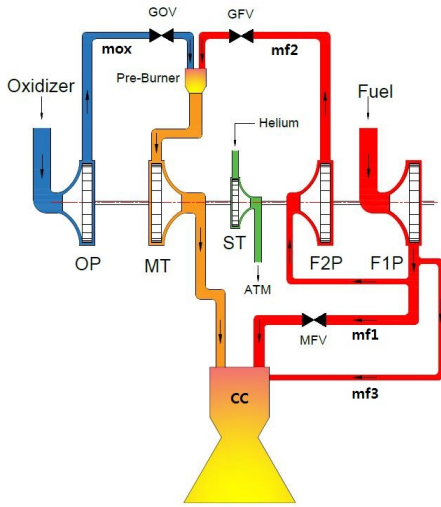 GOV
GFV
mox
mf2
Pre-Burner
Oxidizer
Fuel
Helium
OP
MT
ST
F2P
F1P
ATM
MFV
mf1
CC
mf3